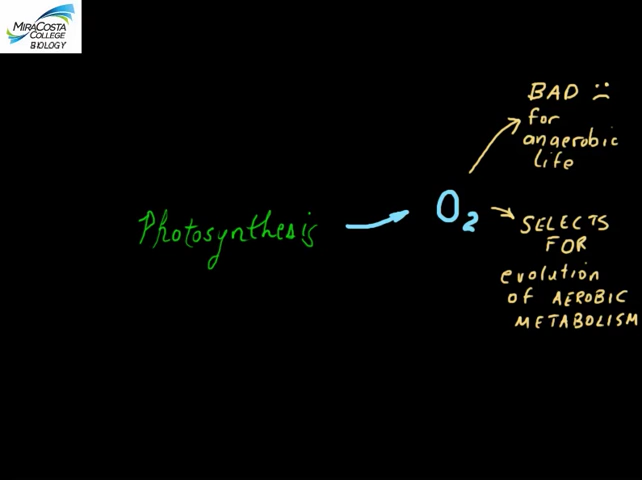 MIRACOSTA
COLLEGE
BIOLOGY
Photosynthesis
O₂
BAD :(
for
anaerobic
life
SELECTS
FOR
evolution
of AEROBIC
METABOLISM